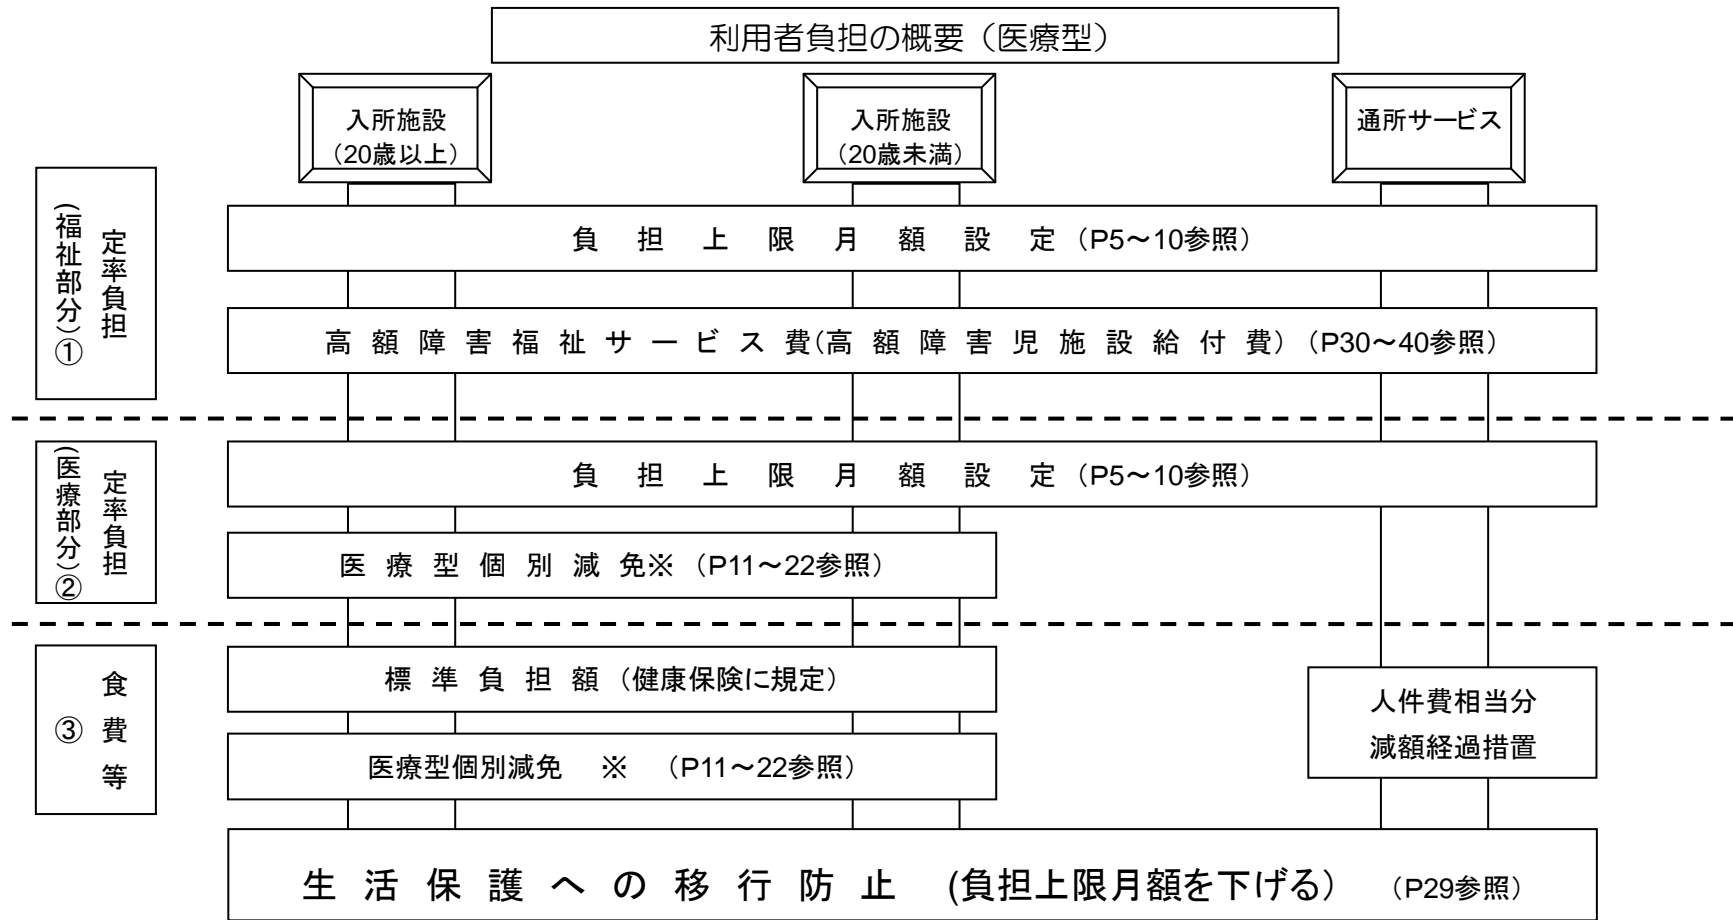 利用者負担の概要（医療型）
入所施設
（20歳以上）
入所施設
（20歳未満）
通所サービス
定率負担
（福祉部分）①
負担上限月額設定（P5～10参照）
高額障害福祉サービス費（高額障害児施設給付費）（P30～40参照）
定率負担
（医療部分）②
負担上限月額設定（P5～10参照）
医療型個別減免※（P11～22参照）
食費等
③
標準負担額（健康保険に規定）
医療型個別減免　※　（P11～22参照）
人件費相当分
減額経過措置
生活保護への移行防止　(負担上限月額を下げる）　（P29参照）